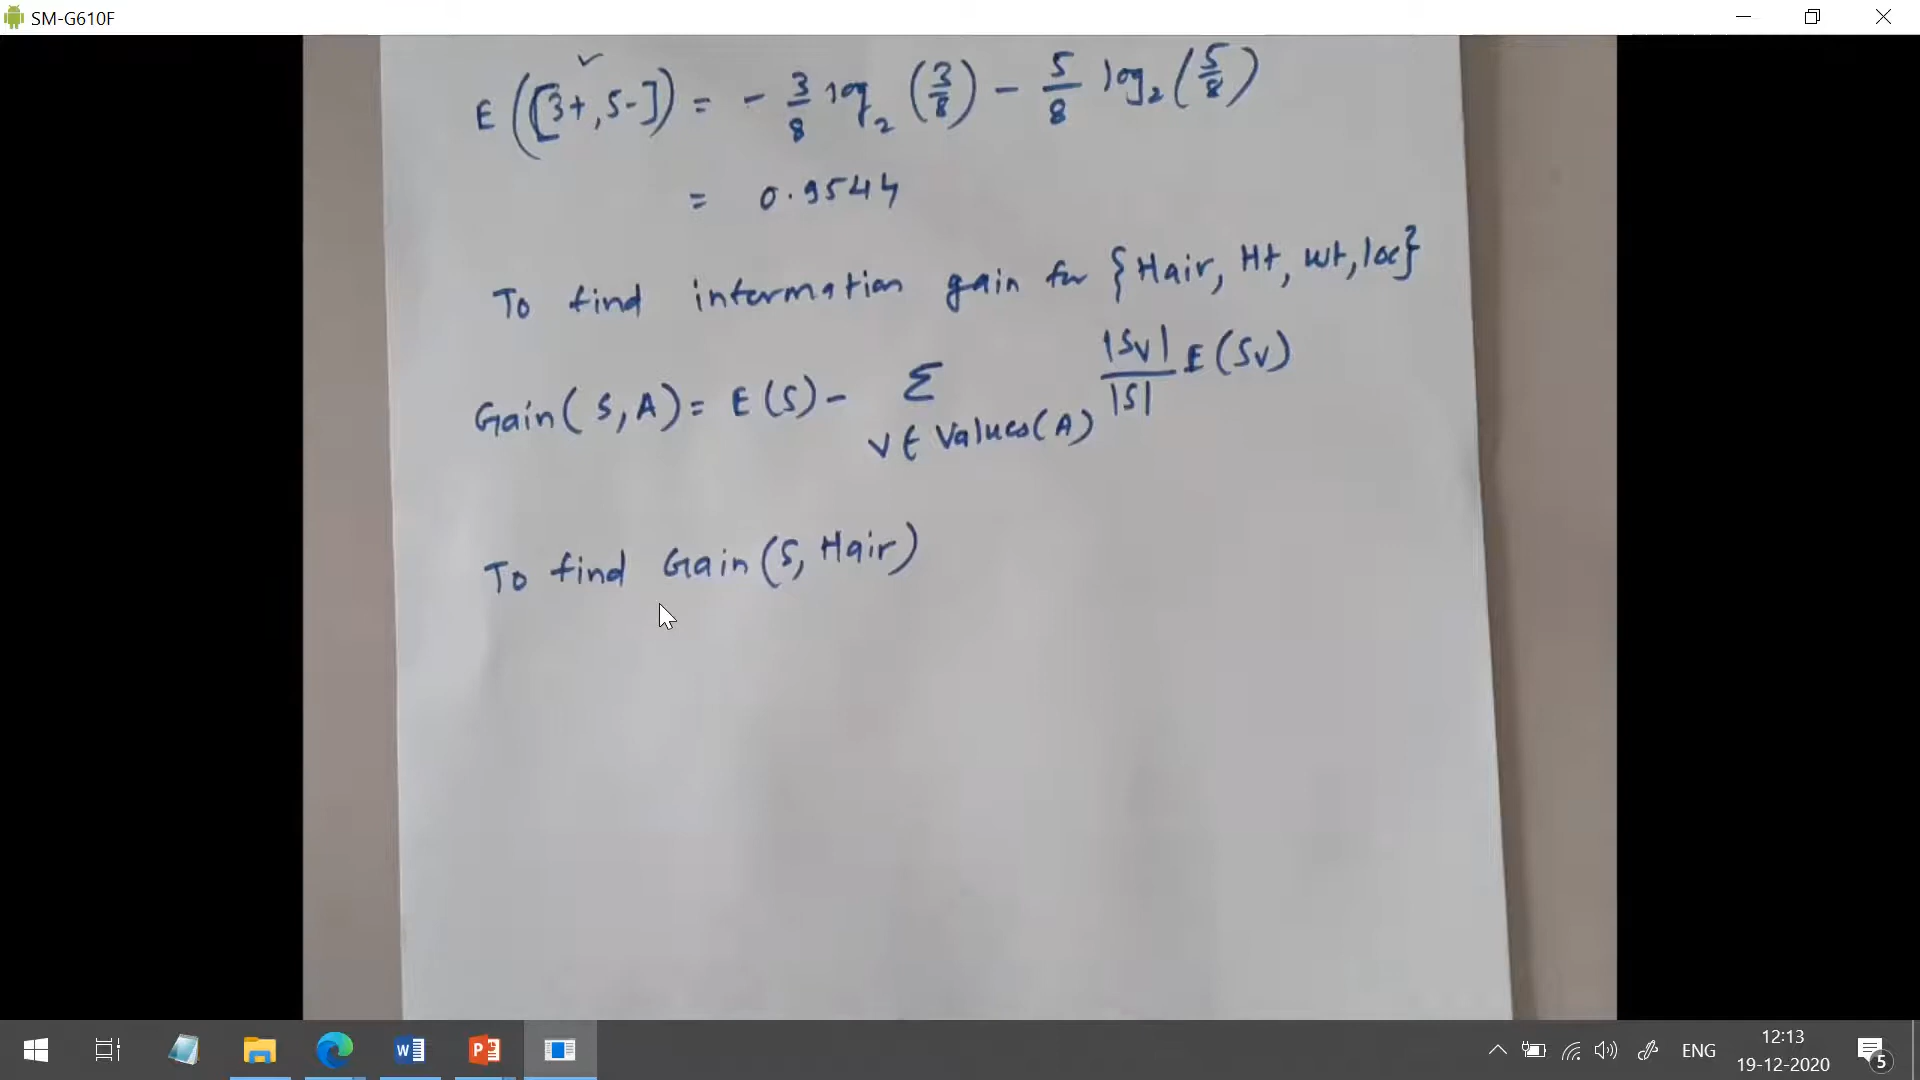 SM-G610F
E([3+,5-]) = - 3/8 log₂ (3/8) - 5/8 log₂ (5/8)
= 0.9544
To find information gain for {Hair, Ht, wt, loc}
Gain(S,A) = E(S) - Σ |Sv|/|S| E(Sv)
v ∈ Values(A)
To find Gain(S, Hair)
ENG
12:13
19-12-2020
5